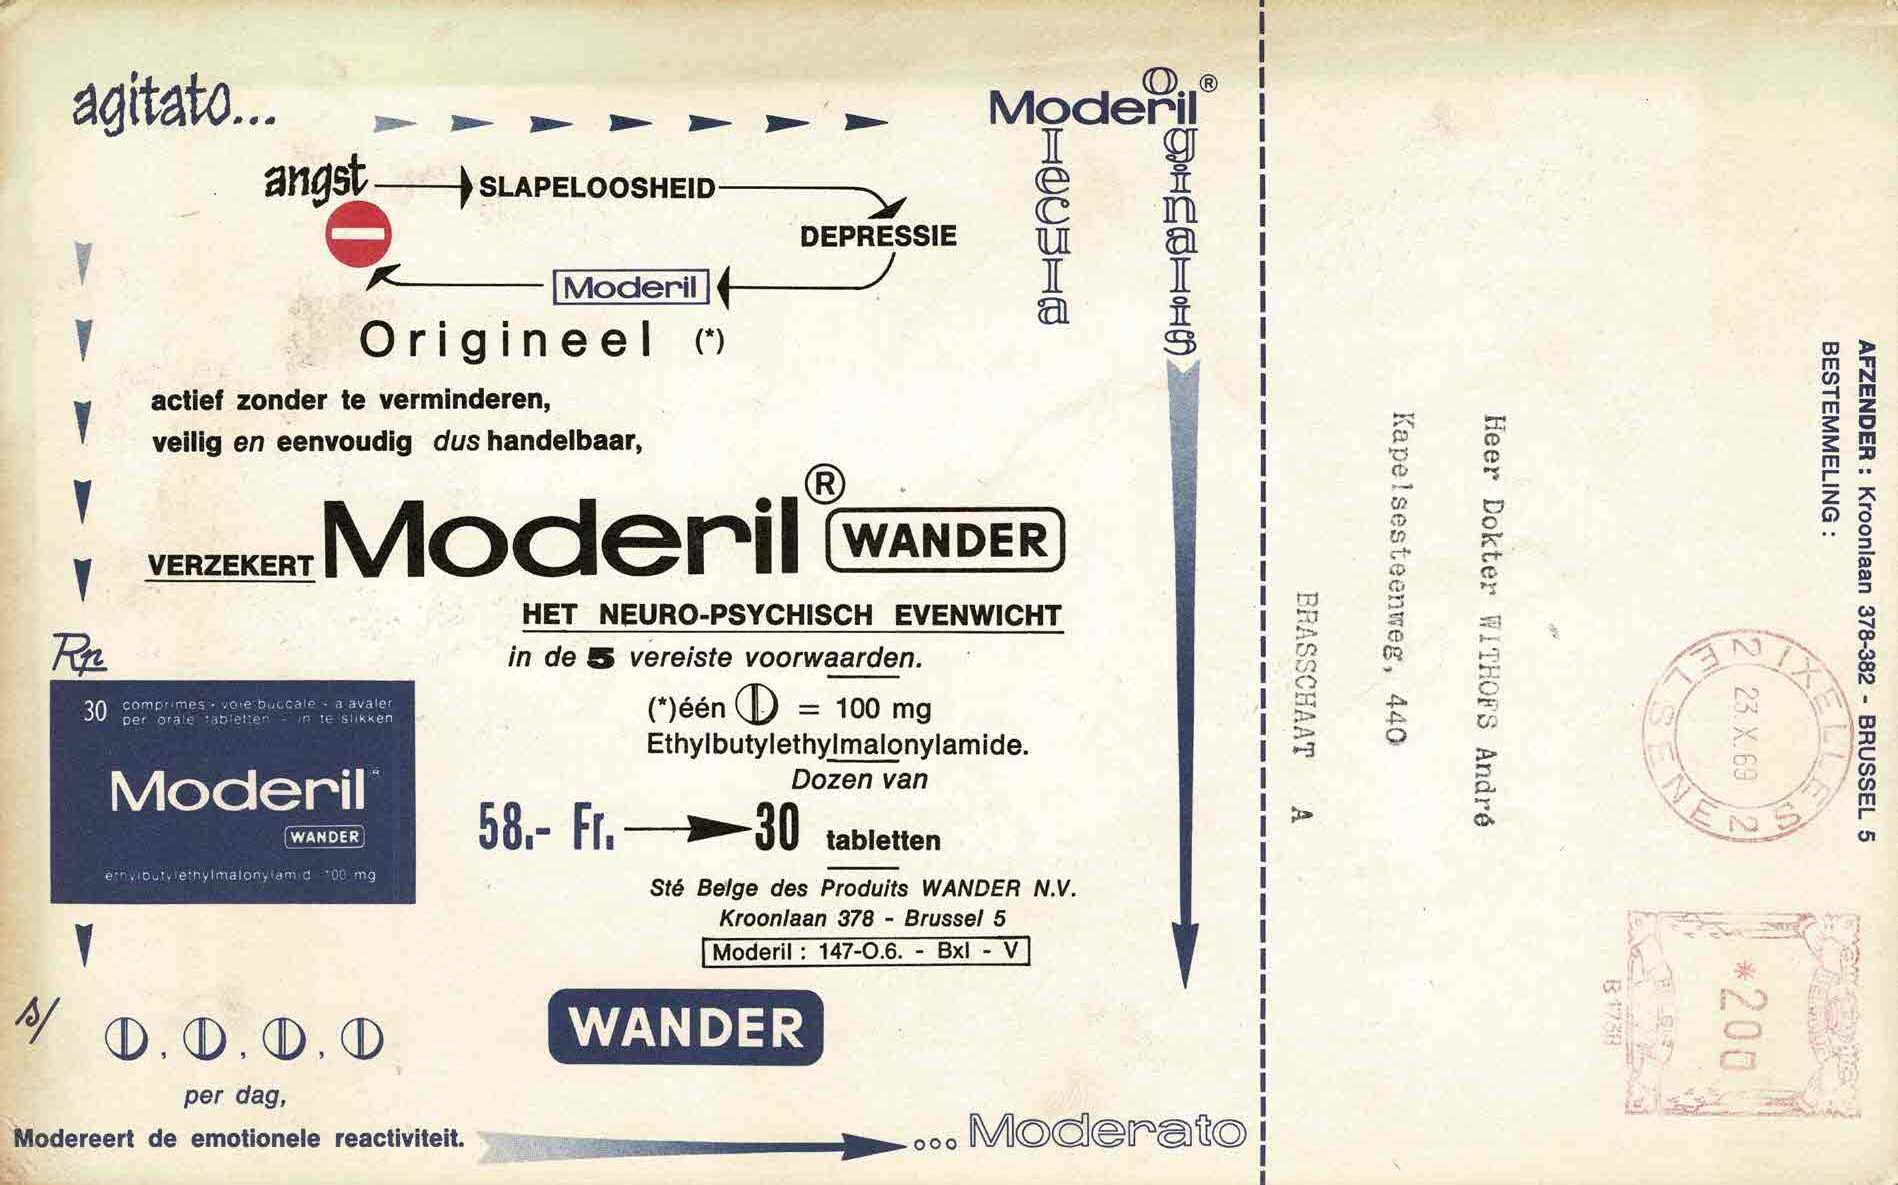 agitato...
angst SLAPELOOSHEID
DEPRESSIE
Moderil
Origineel (*)
actief zonder te verminderen,
veilig en eenvoudig dus handelbaar,
VERZEKERT Moderil® WANDER
HET NEURO-PSYCHISCH EVENWICHT
in de 5 vereiste voorwaarden.
(*)één = 100 mg
Ethylbutylethylmalonylamide.
Dozen van
58.- Fr. 30 tabletten
Sté Belge des Produits WANDER N.V.
Kroonlaan 378 - Brussel 5
Moderil : 147-O.6. - Bxl - V
WANDER
Rp
30 comprimes - voie buccale - a avaler
per orale tabletten - in te slikken
Moderil
WANDER
ethylbutylethylmalonylamid 100 mg
s/
per dag,
Modereert de emotionele reactiviteit.
...Moderato
Moderil®
Molecula
Originalis
AFZENDER : Kroonlaan 378-382 - BRUSSEL 5
BESTEMMELING :
Heer Dokter WITHOFS André
Kapelsesteenweg, 440
BRASSCHAAT A
IXELLES 2
23.X.69
ELSENE 2
*200
B 1738